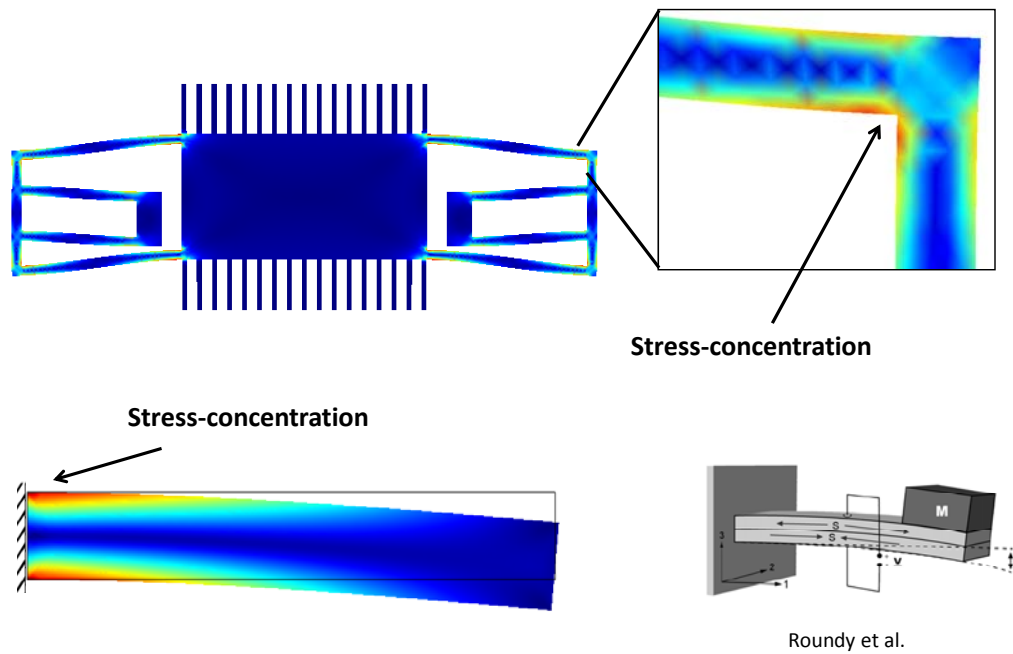 Stress-concentration
Stress-concentration
M
S
S
3
2
1
V
Roundy et al.